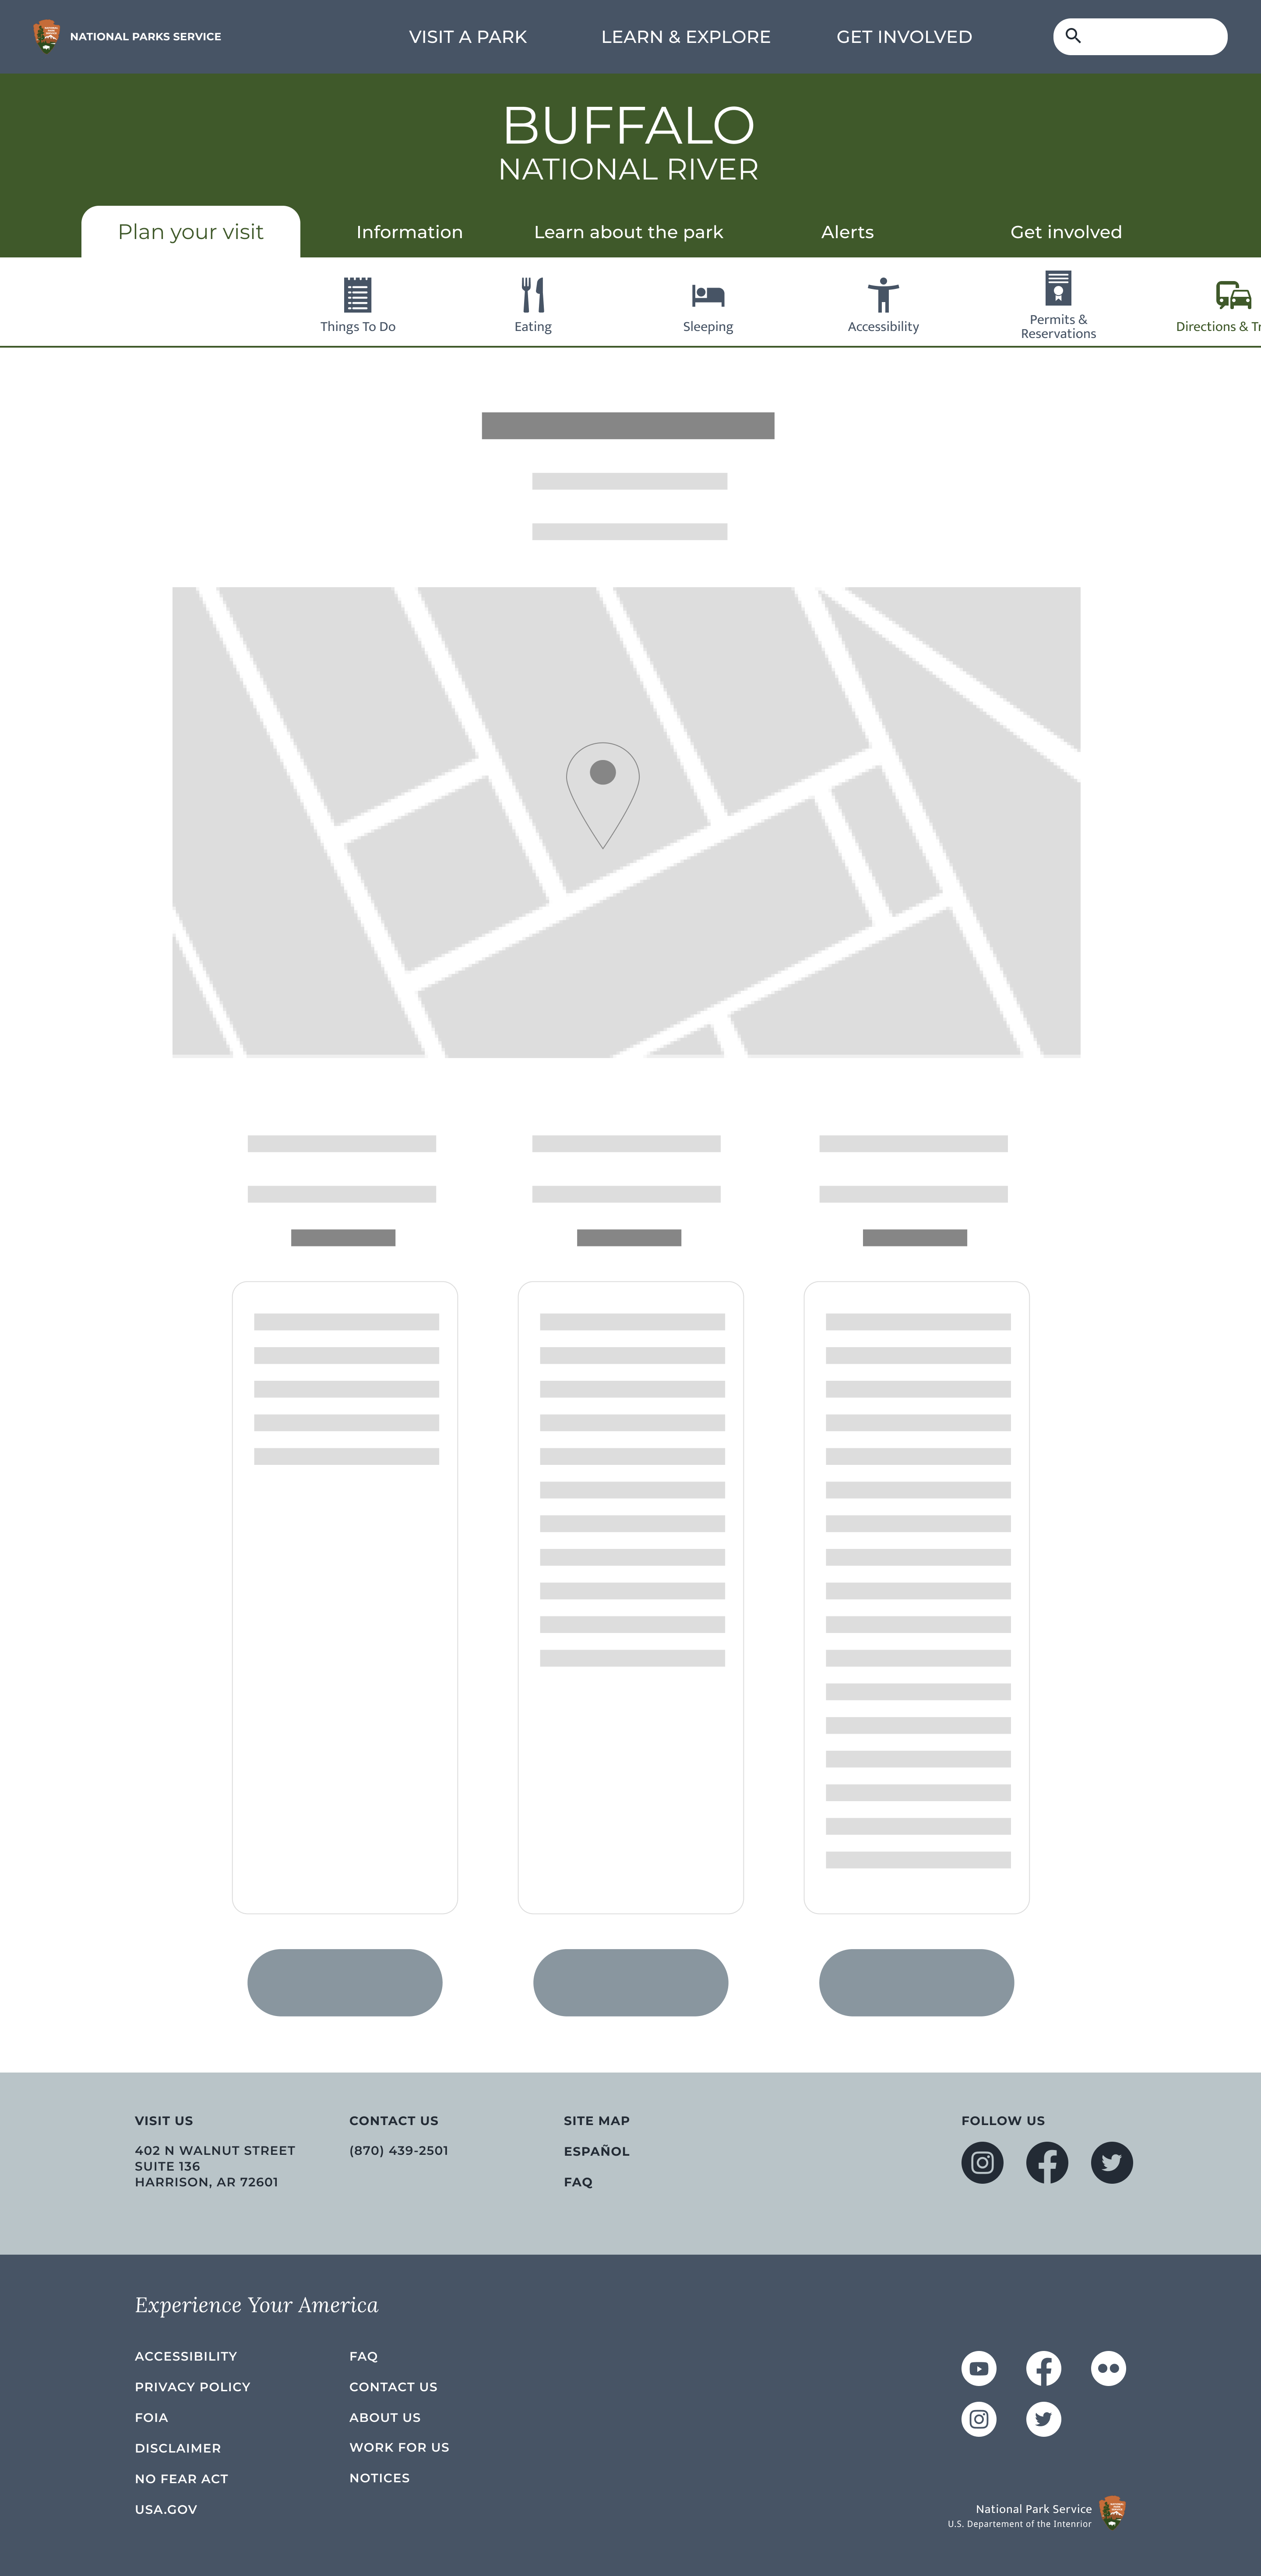 NATIONAL PARKS SERVICE
VISIT A PARK
LEARN & EXPLORE
GET INVOLVED
BUFFALO
NATIONAL RIVER
Plan your visit
Information
Learn about the park
Alerts
Get involved
Things To Do
Eating
Sleeping
Accessibility
Permits &
Reservations
Directions & Tr
VISIT US
402 N WALNUT STREET
SUITE 136
HARRISON, AR 72601
CONTACT US
(870) 439-2501
SITE MAP
ESPAÑOL
FAQ
FOLLOW US
Experience Your America
ACCESSIBILITY
PRIVACY POLICY
FOIA
DISCLAIMER
NO FEAR ACT
USA.GOV
FAQ
CONTACT US
ABOUT US
WORK FOR US
NOTICES
National Park Service
U.S. Departement of the Intenrior